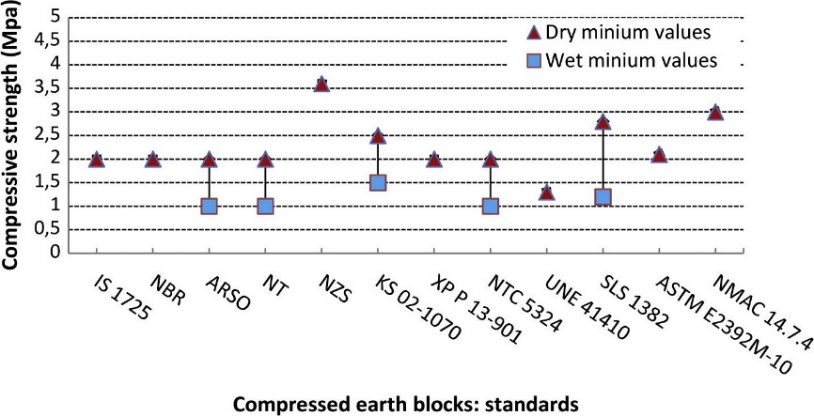 Compressive strength (Mpa)
5
4,5
4
3,5
3
2,5
2
1,5
1
0,5
0
Dry minium values
Wet minium values
IS 1725
NBR
ARSO
NT
NZS
KS 02-1070
XP P 13-901
NTC 5324
UNE 41410
SLS 1382
ASTM E2392M-10
NMAC 14.7.4
Compressed earth blocks: standards